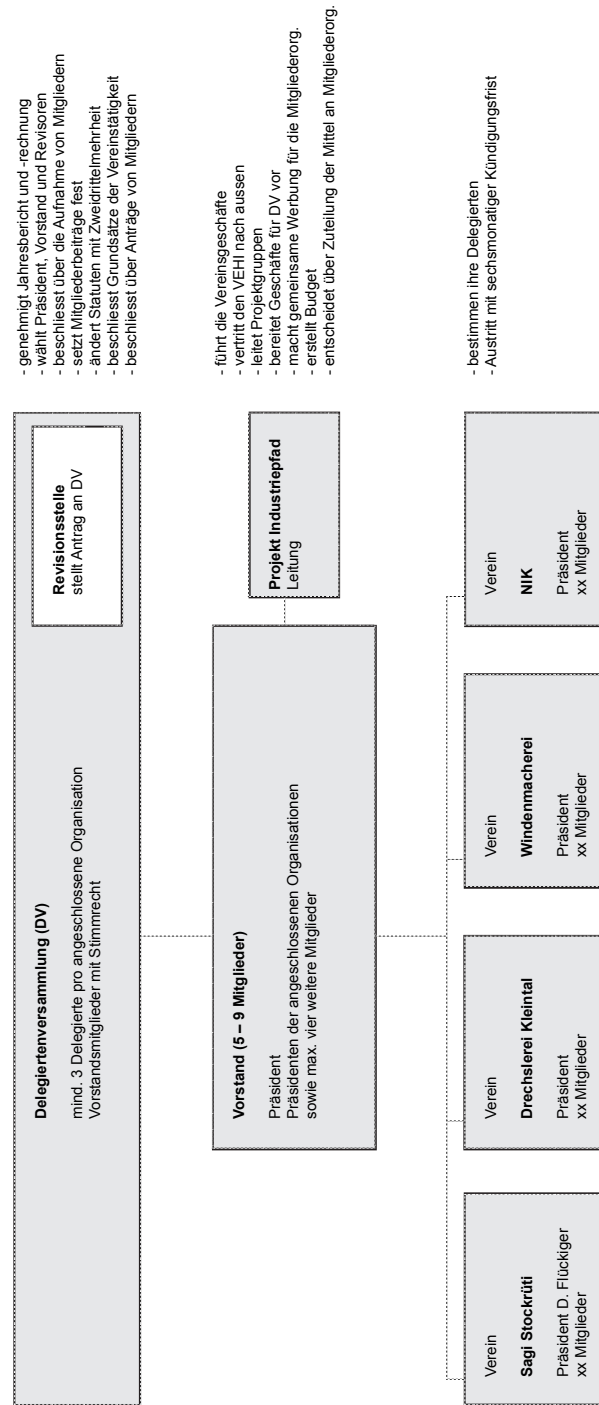 Delegiertenversammlung (DV)
mind. 3 Delegierte pro angeschlossene Organisation
Vorstandsmitglieder mit Stimmrecht
Revisionsstelle
stellt Antrag an DV
- genehmigt Jahresbericht und -rechnung
- wählt Präsident, Vorstand und Revisoren
- beschliesst über die Aufnahme von Mitgliedern
- setzt Mitgliederbeiträge fest
- ändert Statuten mit Zweidrittelmehrheit
- beschliesst Grundsätze der Vereinstätigkeit
- beschliesst über Anträge von Mitgliedern
Vorstand (5 – 9 Mitglieder)
Präsident
Präsidenten der angeschlossenen Organisationen
sowie max. vier weitere Mitglieder
Projekt Industriepfad
Leitung
- führt die Vereinsgeschäfte
- vertritt den VEHI nach aussen
- leitet Projektgruppen
- bereitet Geschäfte für DV vor
- macht gemeinsame Werbung für die Mitgliederorg.
- erstellt Budget
- entscheidet über Zuteilung der Mittel an Mitgliederorg.
Verein
Sagi Stockrüti
Präsident D. Flückiger
xx Mitglieder
Verein
Drechslerei Kleintal
Präsident
xx Mitglieder
Verein
Windenmacherei
Präsident
xx Mitglieder
Verein
NIK
Präsident
xx Mitglieder
- bestimmen ihre Delegierten
- Austritt mit sechsmonatiger Kündigungsfrist